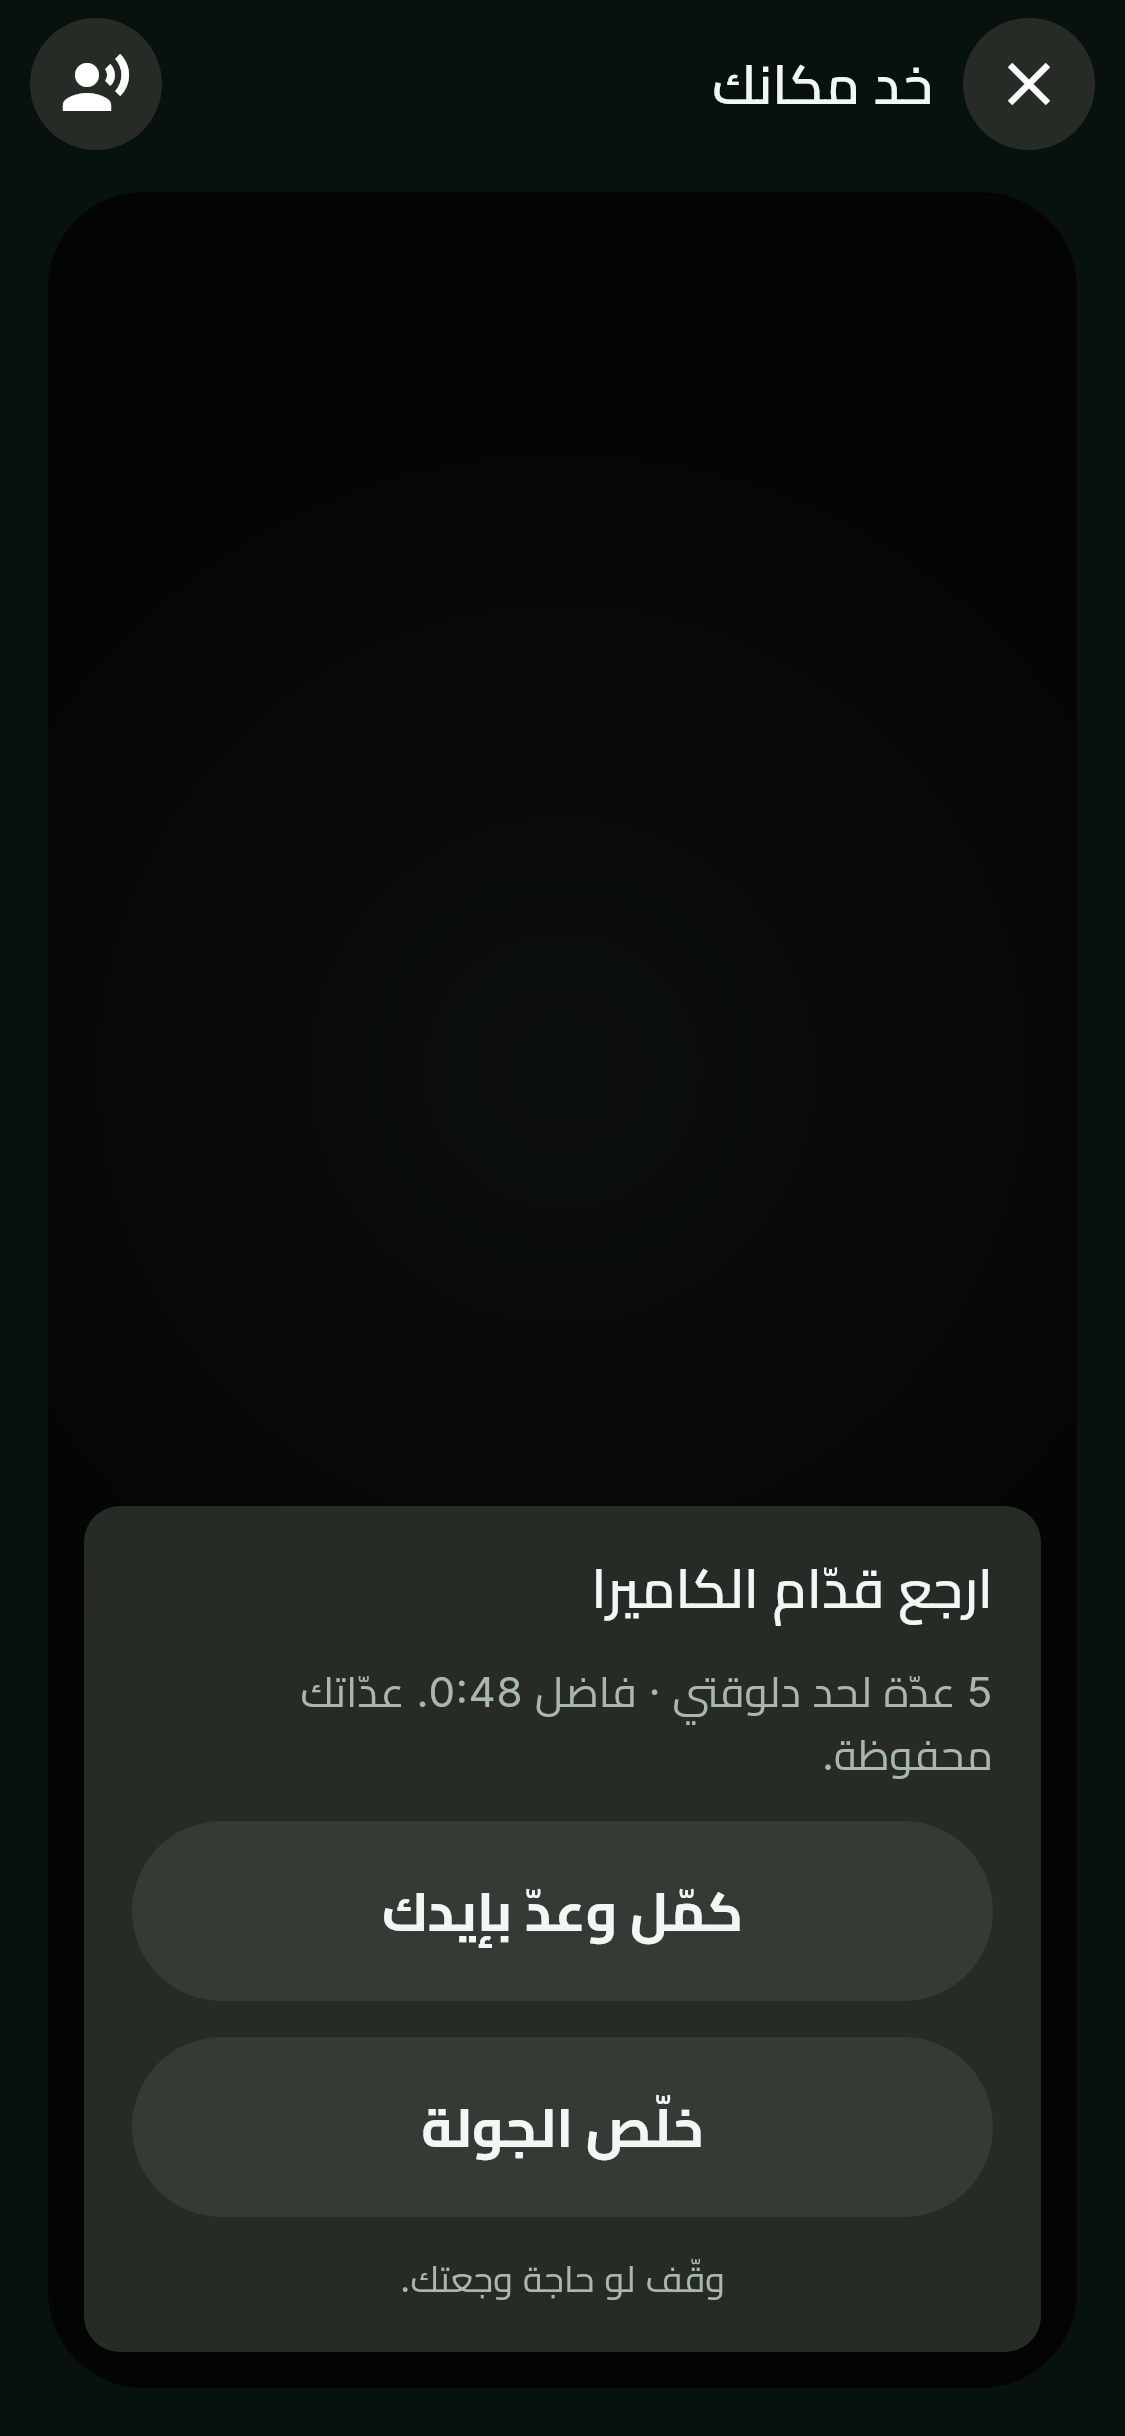 خد مكانك
ارجع قدّام الكاميرا
5 عدّة لحد دلوقتي · فاضل 0:48. عدّاتك
محفوظة.
كمّل وعدّ بإيدك
خلّص الجولة
وقّف لو حاجة وجعتك.